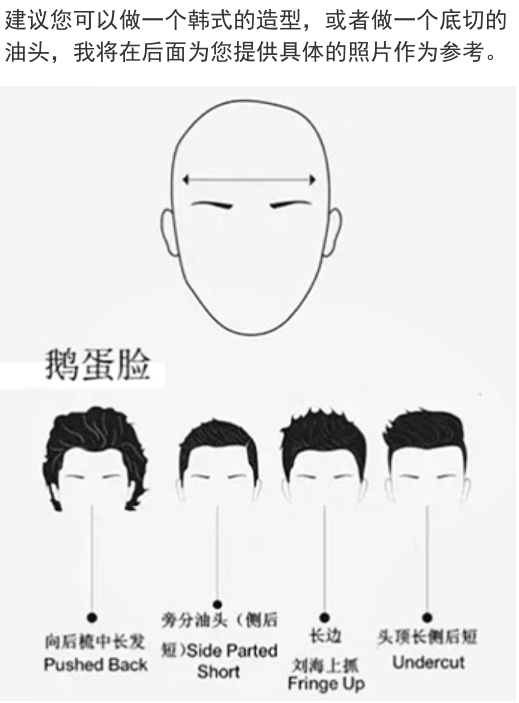 建议您可以做一个韩式的造型，或者做一个底切的
油头，我将在后面为您提供具体的照片作为参考。
鹅蛋脸
向后梳中长发
Pushed Back
旁分油头（侧后
短)Side Parted
Short
长边
刘海上抓
Fringe Up
头顶长侧后短
Undercut